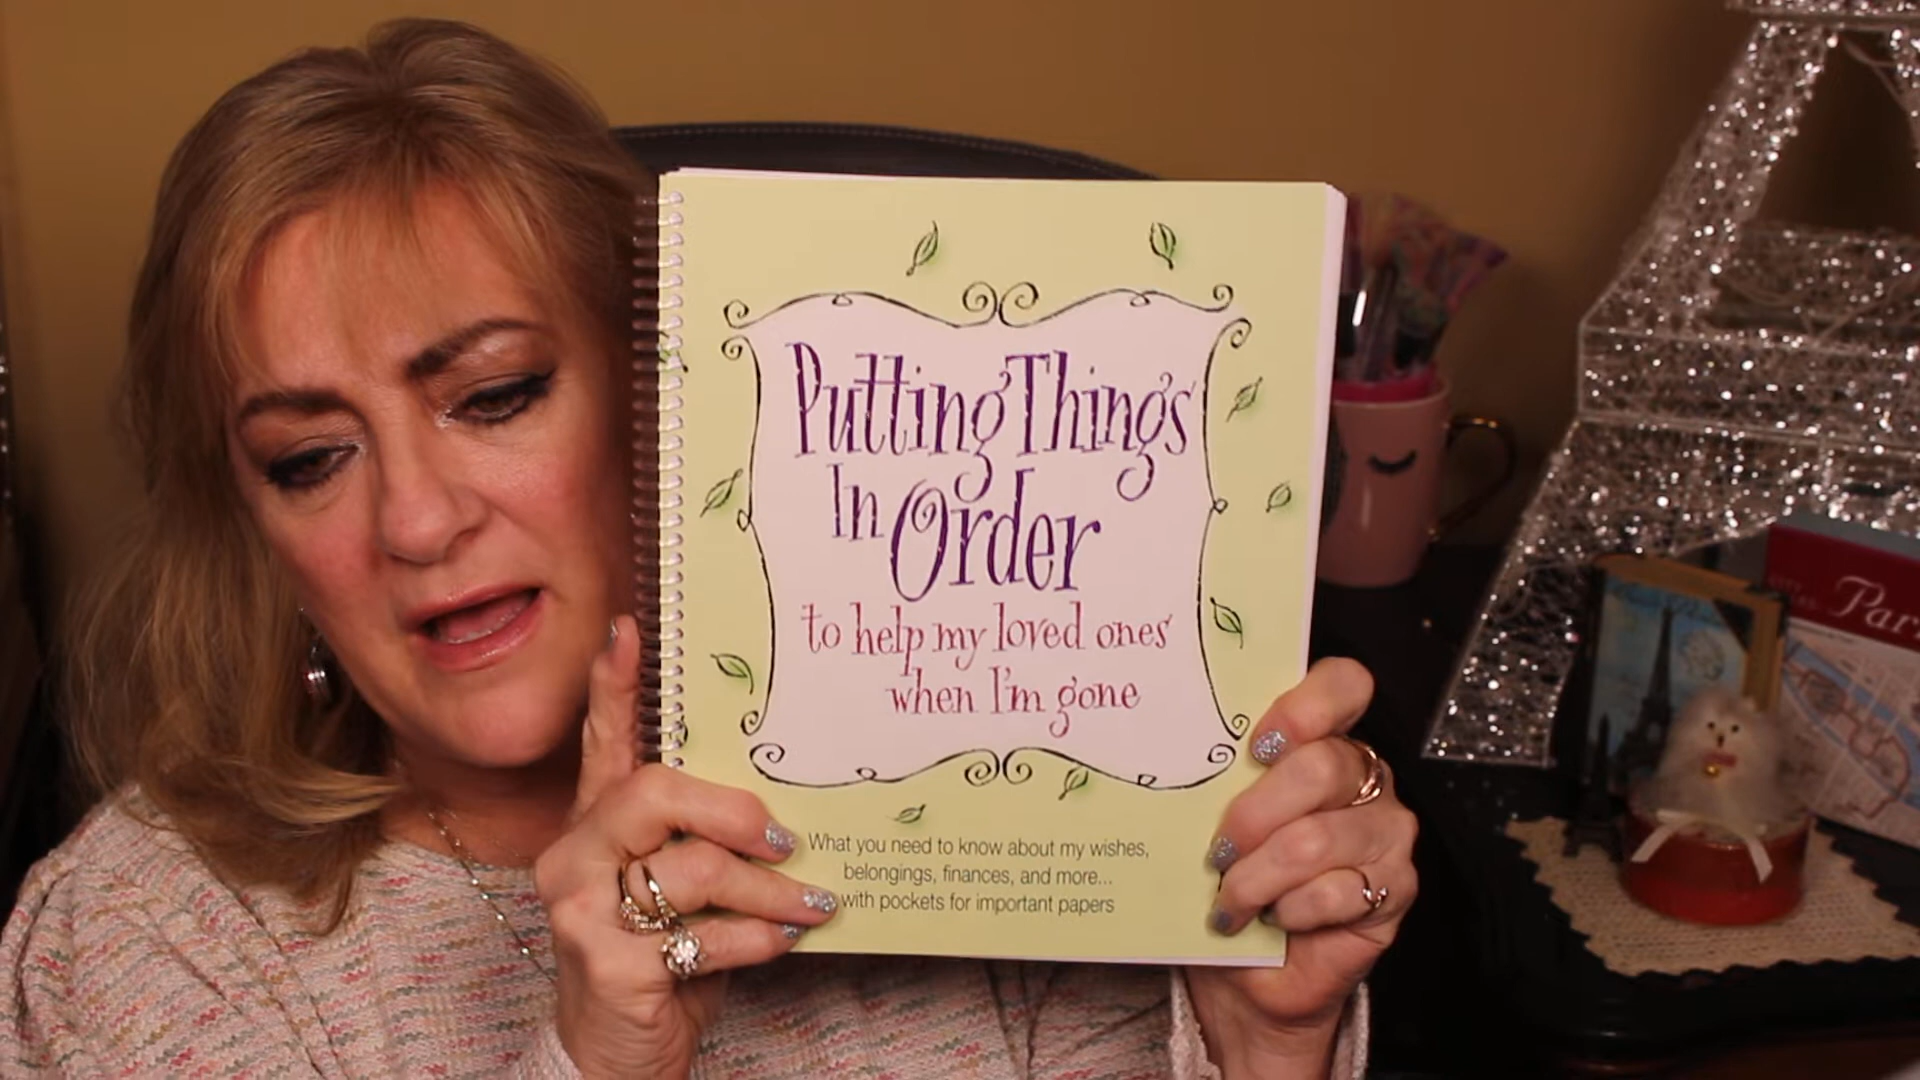 Putting Things
In Order
to help my loved ones
when I'm gone
What you need to know about my wishes,
belongings, finances, and more...
with pockets for important papers
Par